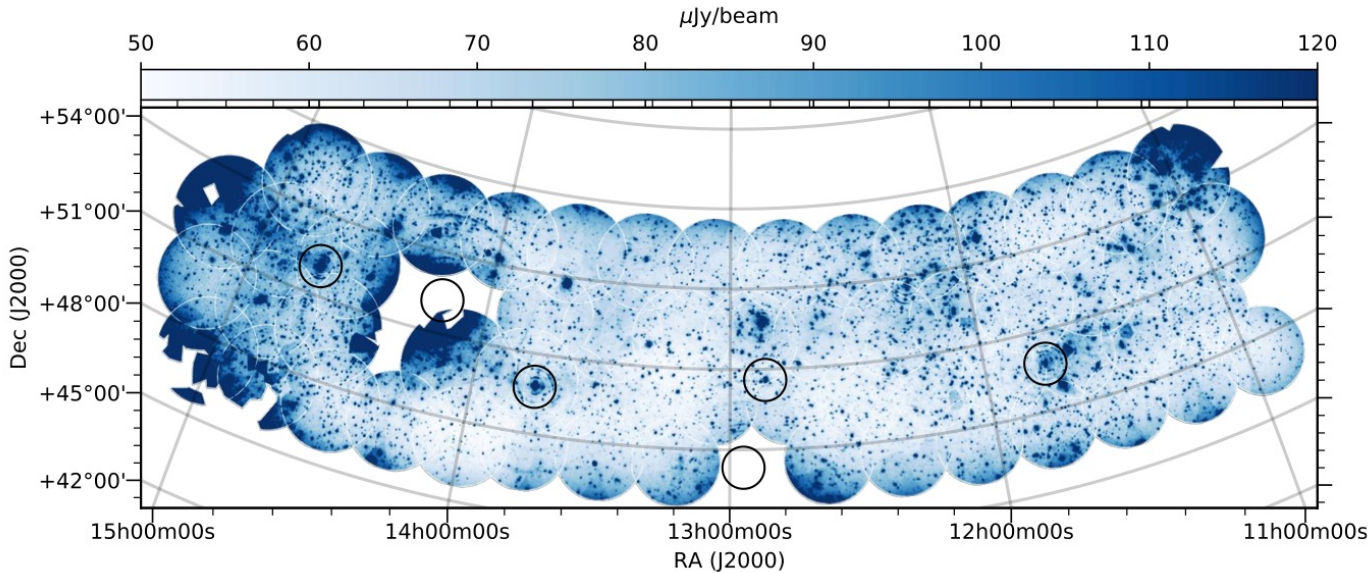 μJy/beam
50 60 70 80 90 100 110 120
+54°00'
+51°00'
+48°00'
+45°00'
+42°00'
Dec (J2000)
15h00m00s 14h00m00s 13h00m00s 12h00m00s 11h00m00s
RA (J2000)